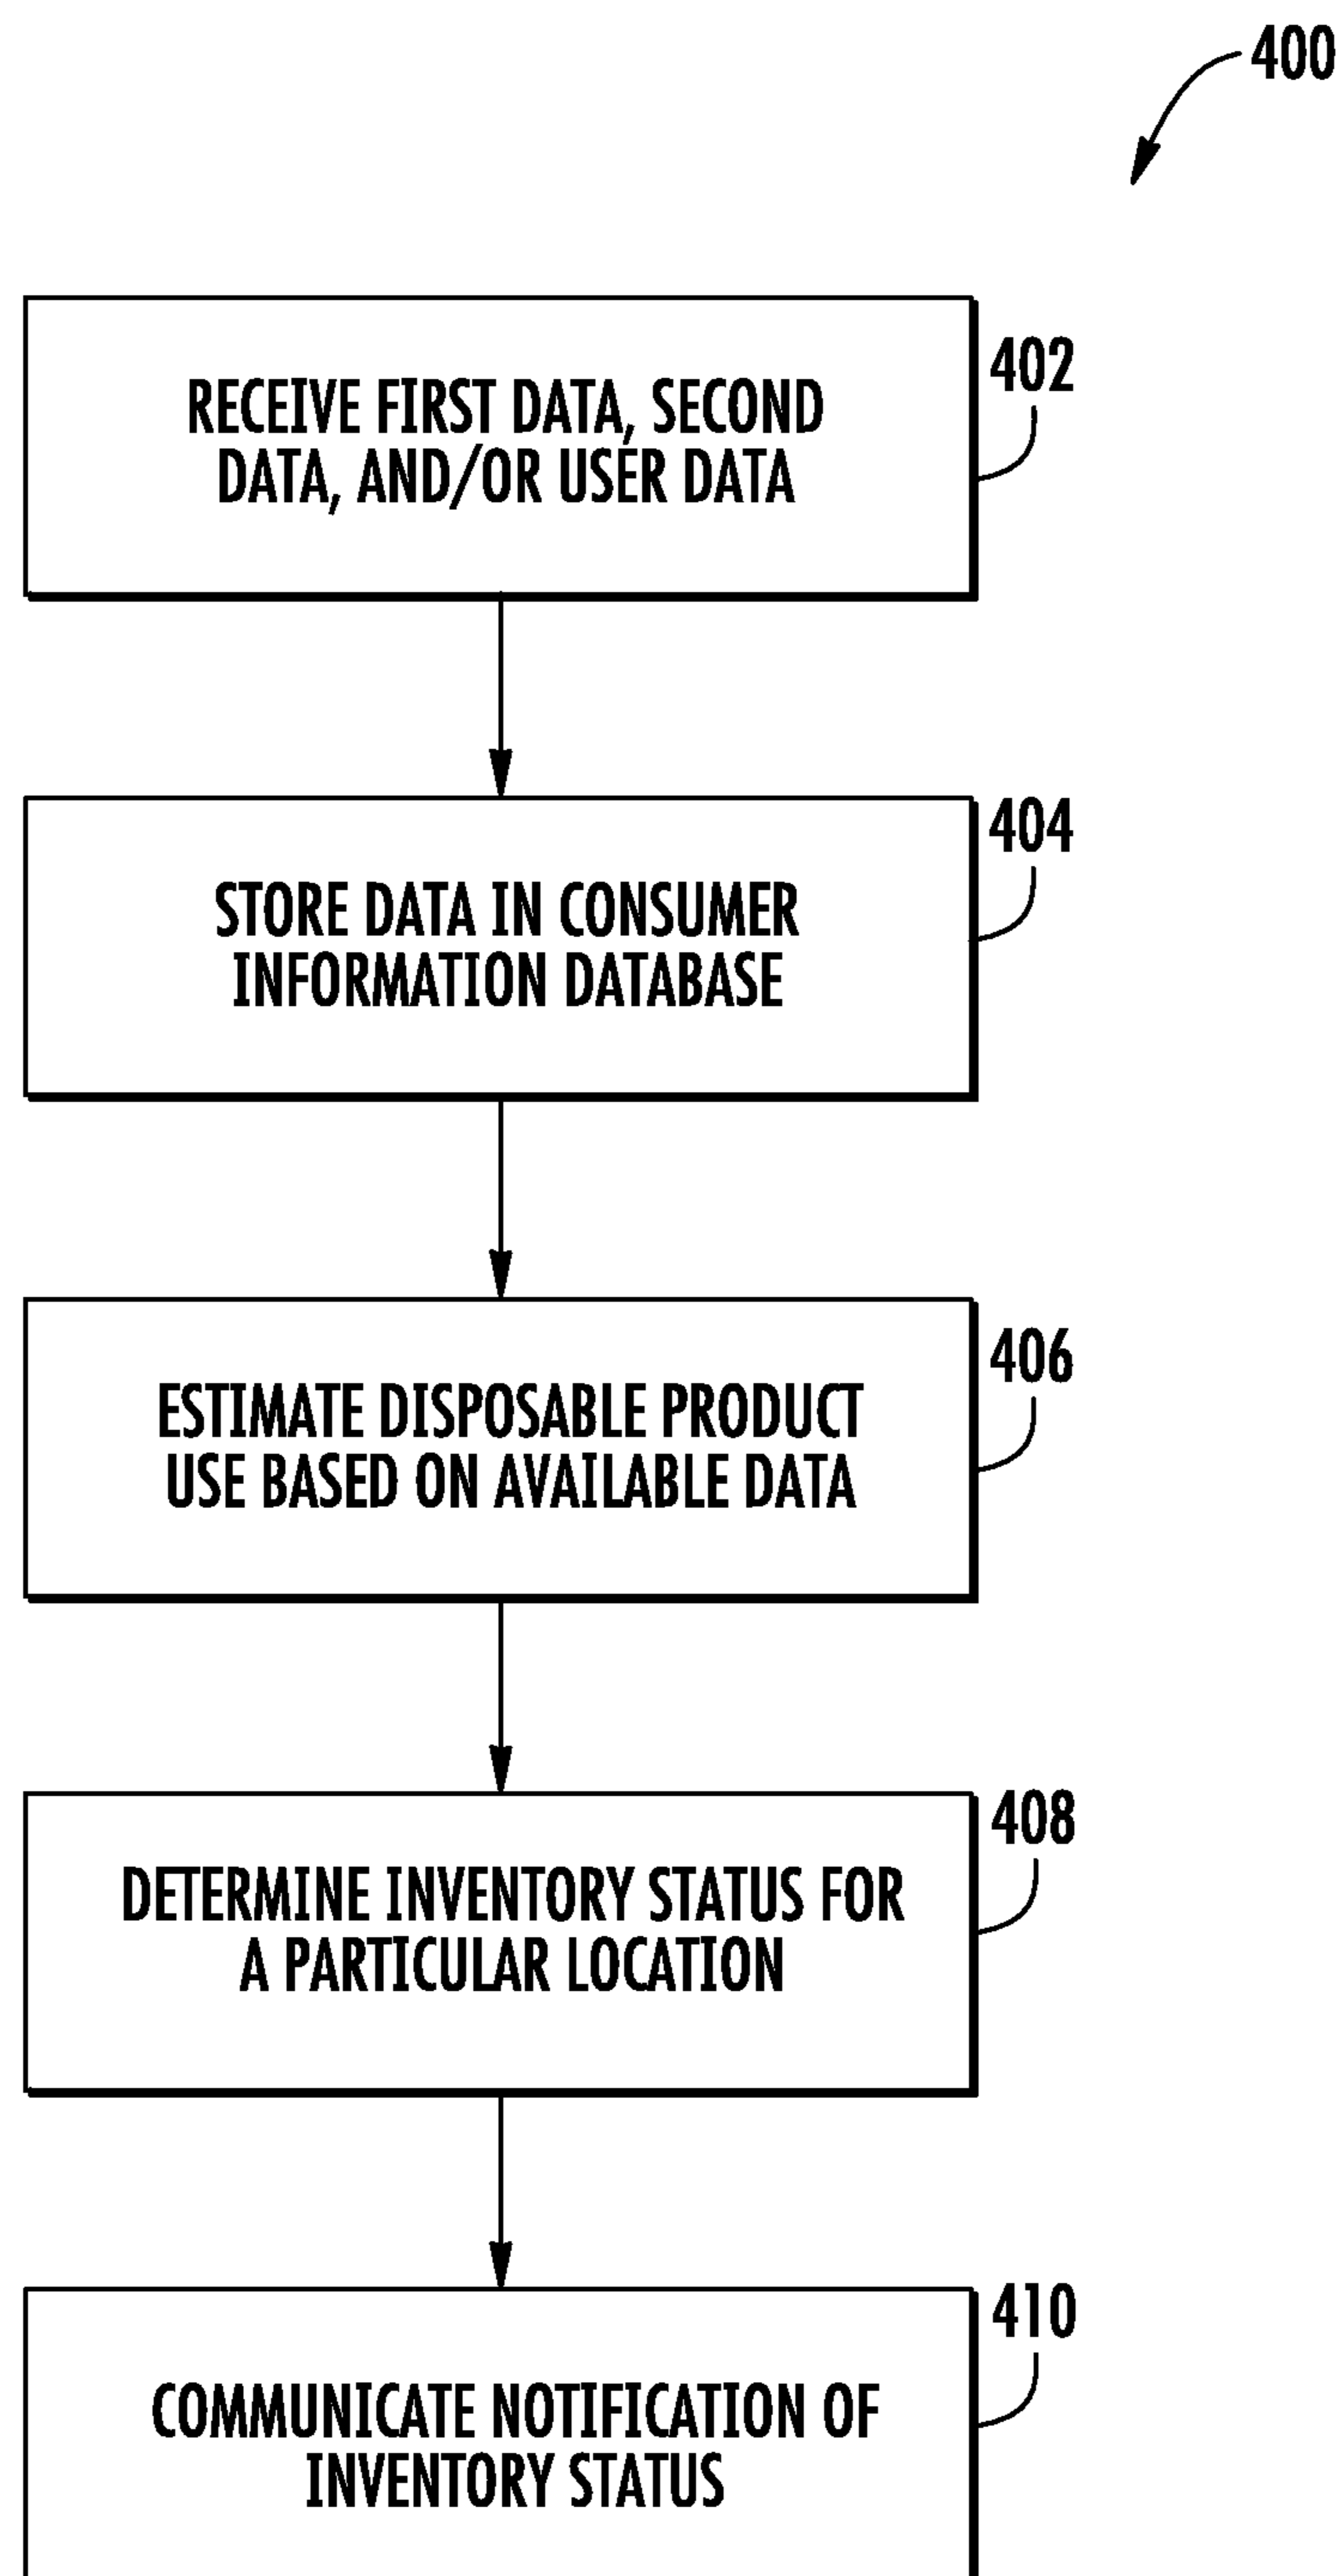 400
RECEIVE FIRST DATA, SECOND
DATA, AND/OR USER DATA
402
STORE DATA IN CONSUMER
INFORMATION DATABASE
404
ESTIMATE DISPOSABLE PRODUCT
USE BASED ON AVAILABLE DATA
406
DETERMINE INVENTORY STATUS FOR
A PARTICULAR LOCATION
408
COMMUNICATE NOTIFICATION OF
INVENTORY STATUS
410